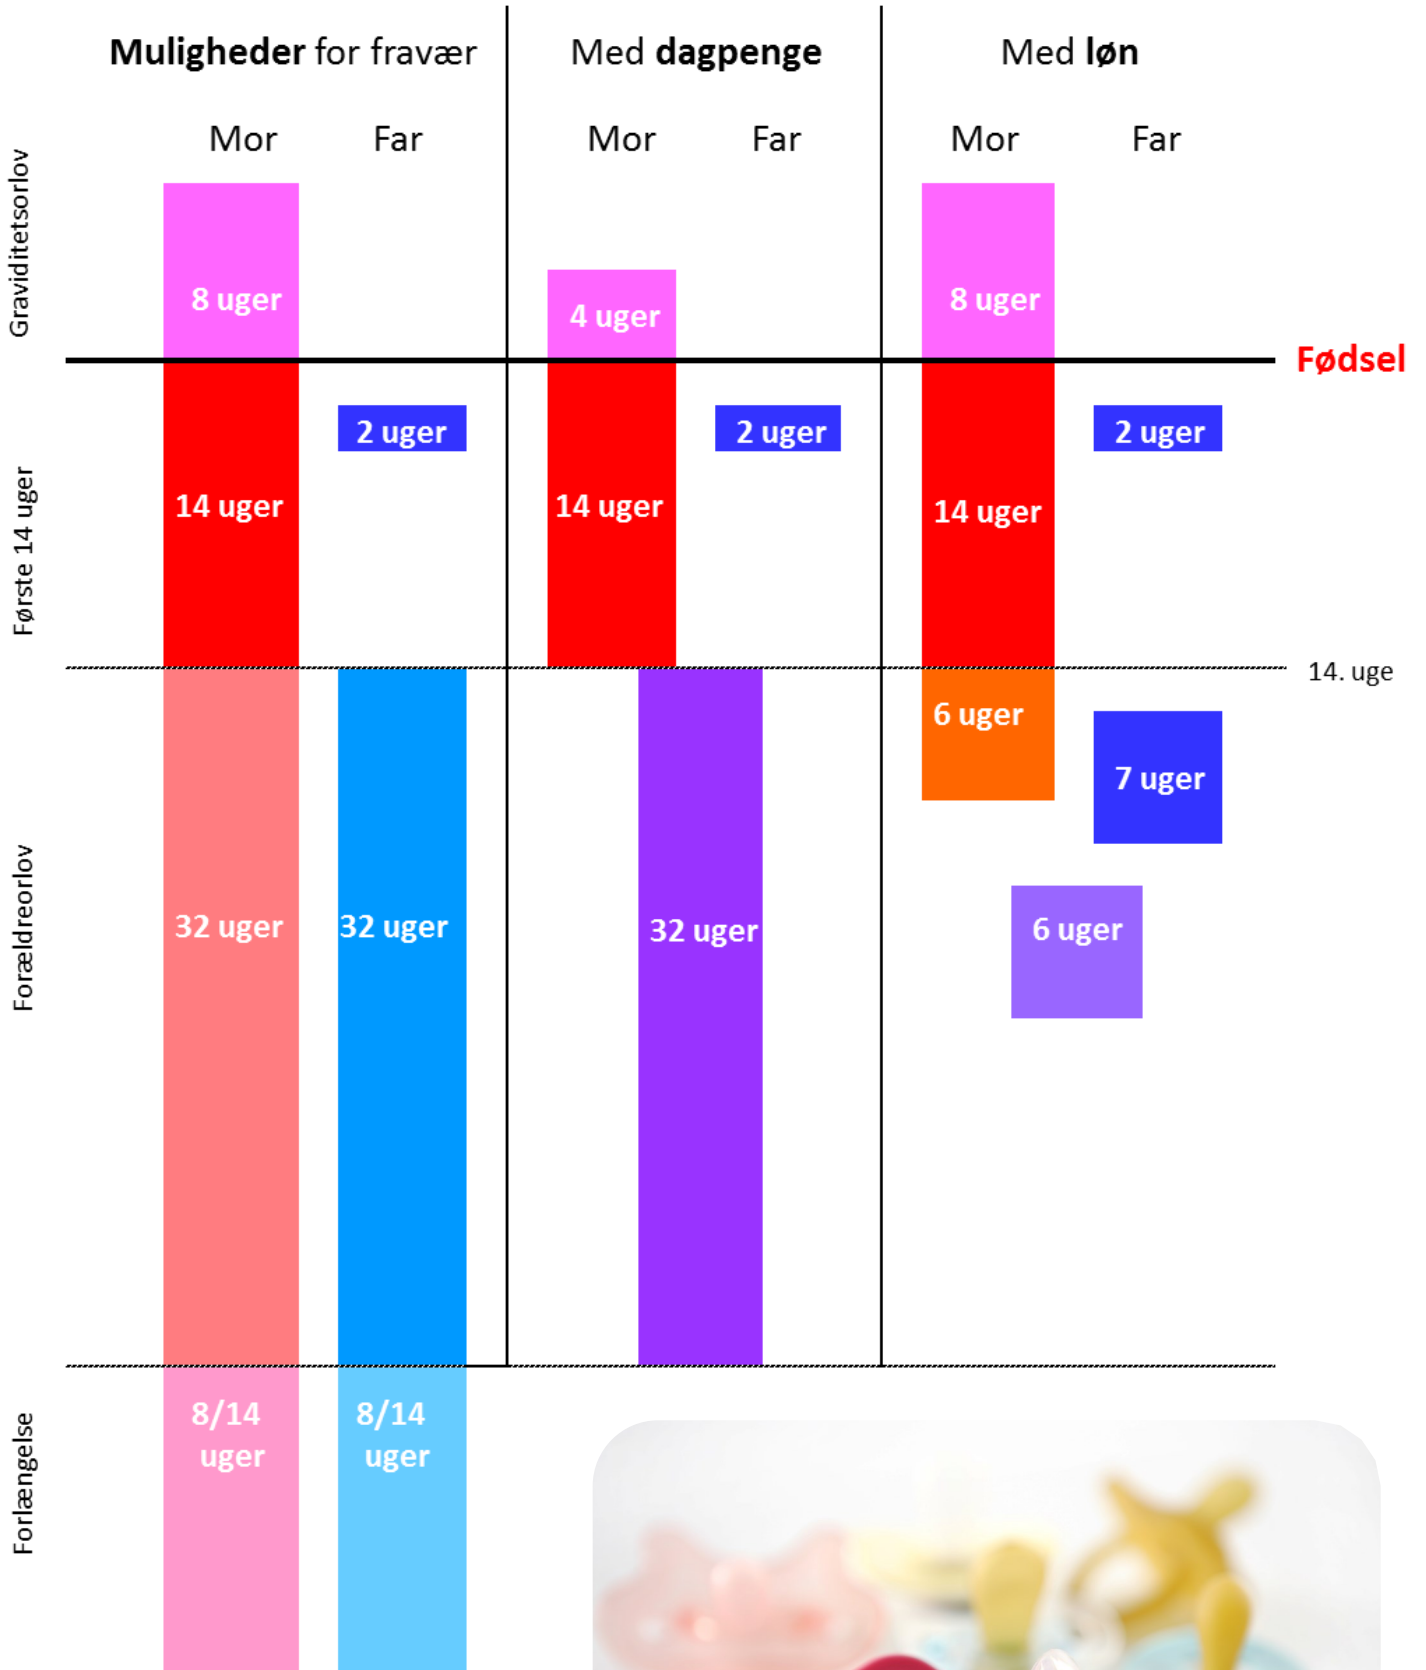 Muligheder for fravær
Med dagpenge
Med løn
Mor
Far
Mor
Far
Mor
Far
Graviditetsorlov
8 uger
4 uger
8 uger
Fødsel
Første 14 uger
2 uger
2 uger
2 uger
14 uger
14 uger
14 uger
14. uge
Forældreorlov
6 uger
7 uger
32 uger
32 uger
32 uger
6 uger
Forlængelse
8/14
uger
8/14
uger